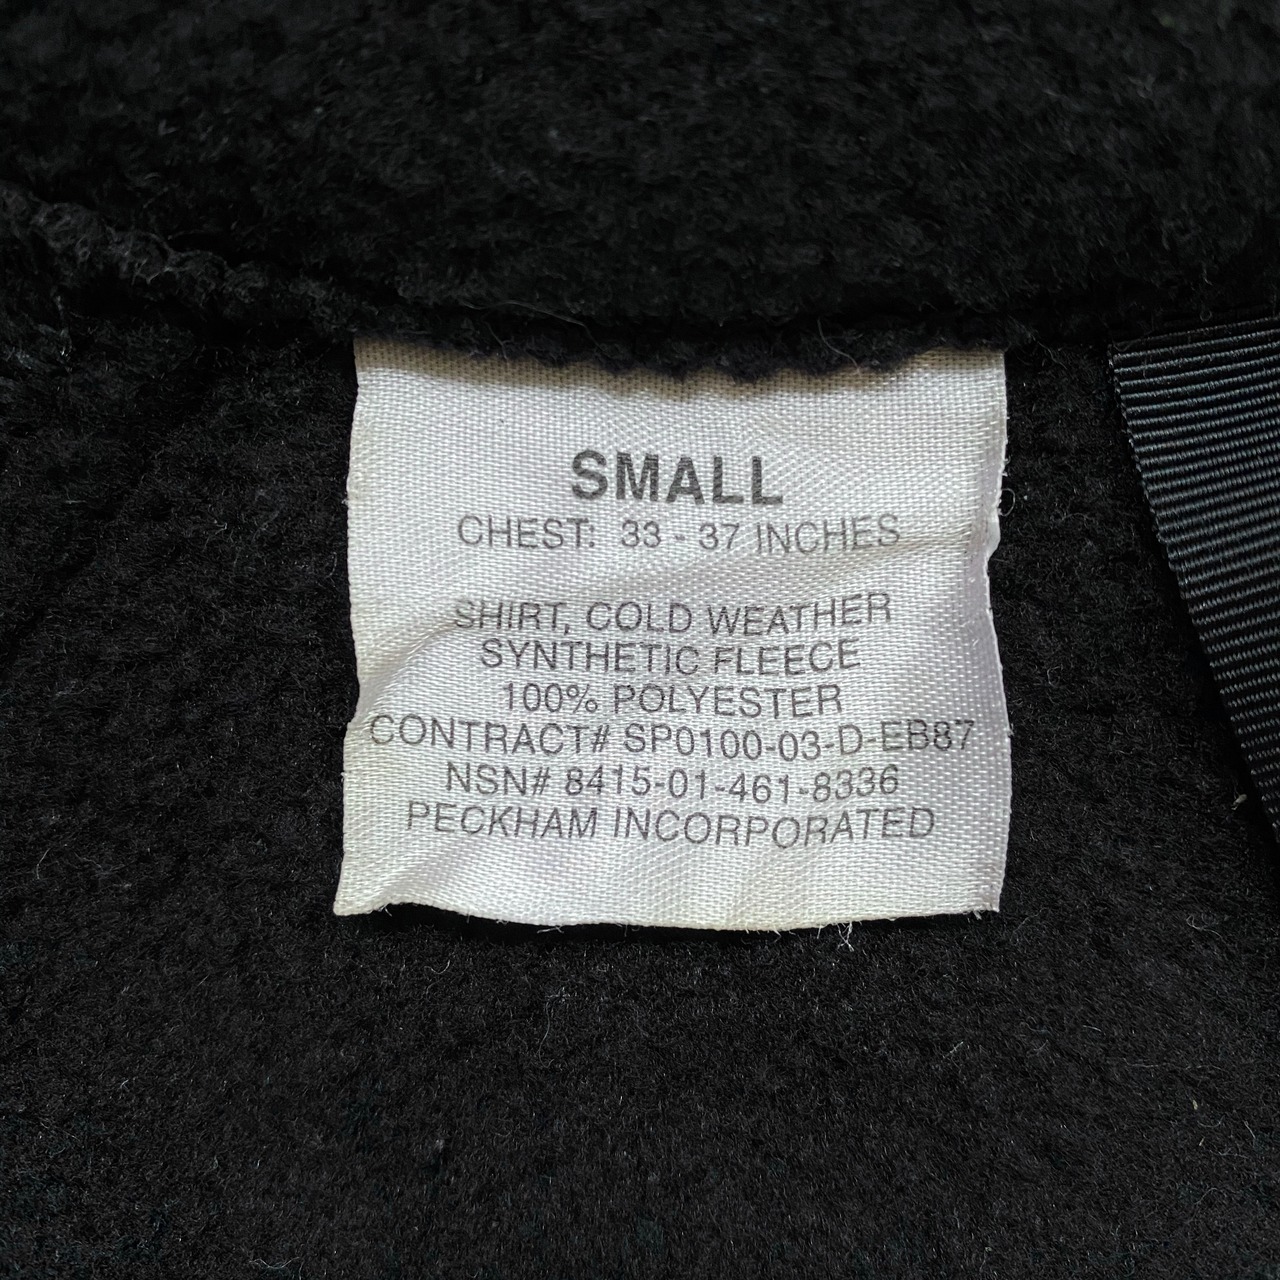 SMALL
CHEST: 33 - 37 INCHES
SHIRT, COLD WEATHER
SYNTHETIC FLEECE
100% POLYESTER
CONTRACT# SP0100-03-D-EB87
NSN# 8415-01-461-8336
PECKHAM INCORPORATED